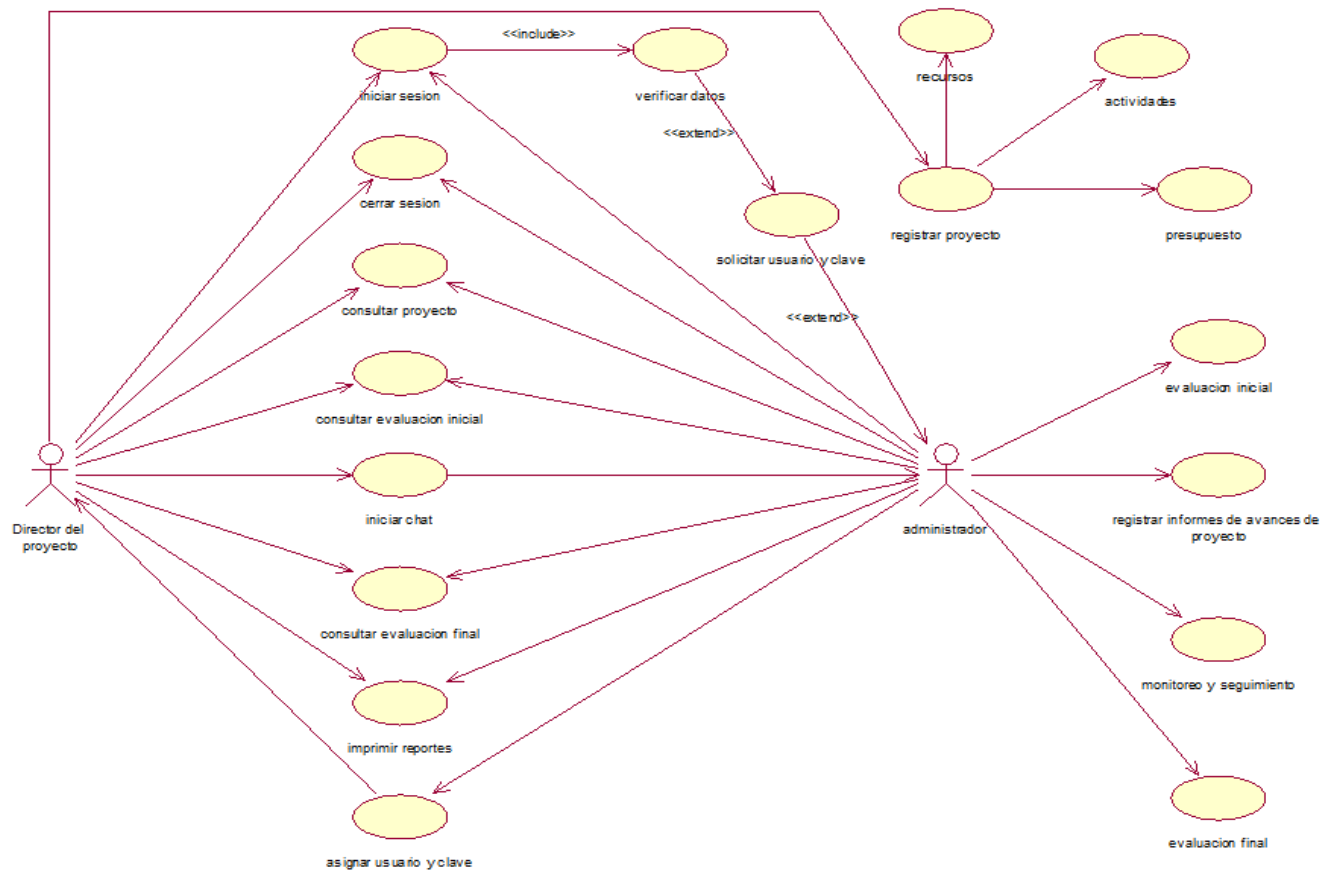 <<include>>
iniciar sesion
verificar datos
recursos
actividades
<<extend>>
cerrar sesion
registrar proyecto
presupuesto
solicitar usuario y clave
consultar proyecto
<<extend>>
evaluacion inicial
consultar evaluacion inicial
iniciar chat
Director del
proyecto
administrador
registrar informes de avances de
proyecto
consultar evaluacion final
monitoreo y seguimiento
imprimir reportes
evaluacion final
asignar usuario y clave